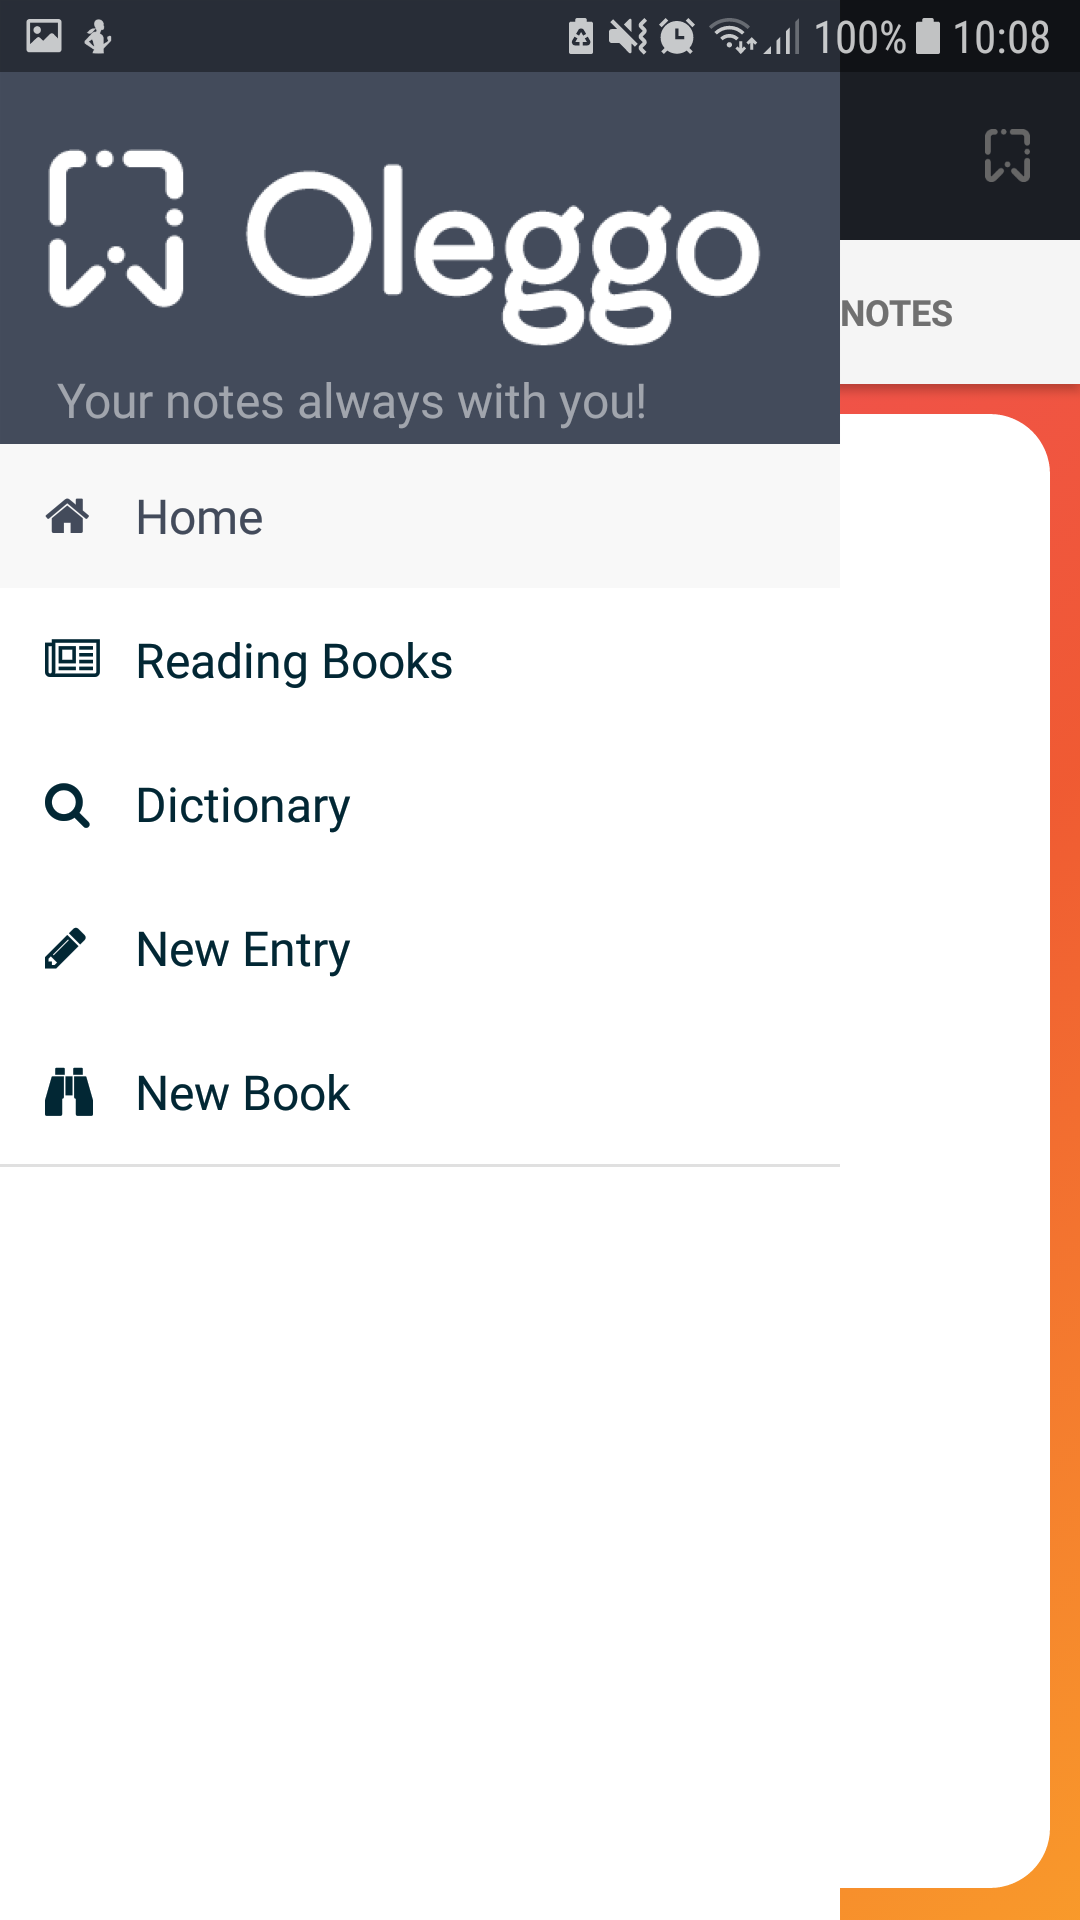 100% 10:08
Oleggo
Your notes always with you!
NOTES
Home
Reading Books
Dictionary
New Entry
New Book